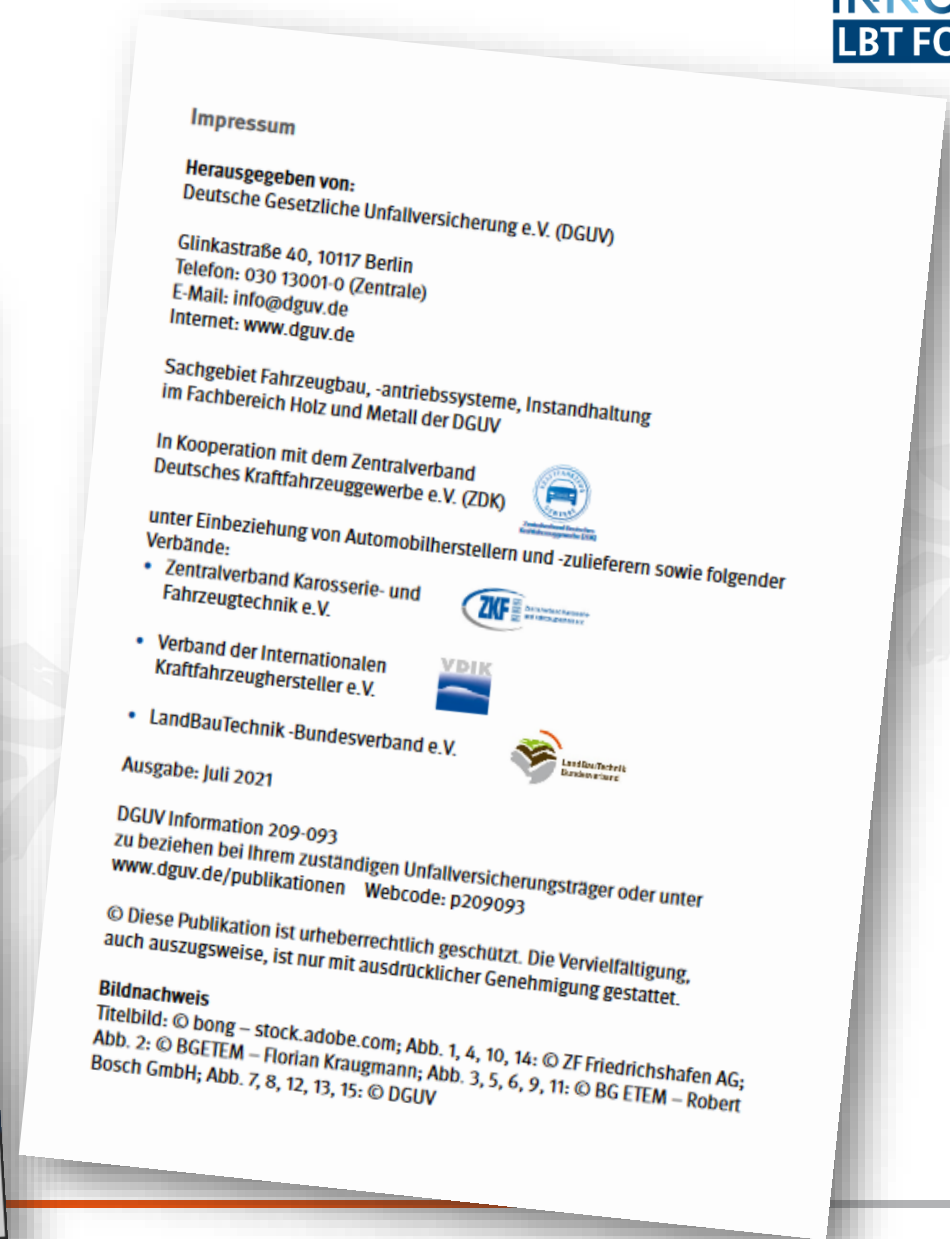 LBT FO
Impressum
Herausgegeben von:
Deutsche Gesetzliche Unfallversicherung e.V. (DGUV)
Glinkastraße 40, 10117 Berlin
Telefon: 030 13001-0 (Zentrale)
E-Mail: info@dguv.de
Internet: www.dguv.de
Sachgebiet Fahrzeugbau, -antriebssysteme, Instandhaltung
im Fachbereich Holz und Metall der DGUV
In Kooperation mit dem Zentralverband
Deutsches Kraftfahrzeuggewerbe e.V. (ZDK)
unter Einbeziehung von Automobilherstellern und -zulieferern sowie folgender
Verbände:
• Zentralverband Karosserie- und
Fahrzeugtechnik e.V.
ZKF
• Verband der Internationalen
Kraftfahrzeughersteller e.V.
VDIK
• LandBauTechnik -Bundesverband e.V.
LandBauTechnik
Bundesverband
Ausgabe: Juli 2021
DGUV Information 209-093
zu beziehen bei Ihrem zuständigen Unfallversicherungsträger oder unter
www.dguv.de/publikationen Webcode: p209093
© Diese Publikation ist urheberrechtlich geschützt. Die Vervielfältigung,
auch auszugsweise, ist nur mit ausdrücklicher Genehmigung gestattet.
Bildnachweis
Titelbild: © bong – stock.adobe.com; Abb. 1, 4, 10, 14: © ZF Friedrichshafen AG;
Abb. 2: © BGETEM – Florian Kraugmann; Abb. 3, 5, 6, 9, 11: © BG ETEM – Robert
Bosch GmbH; Abb. 7, 8, 12, 13, 15: © DGUV